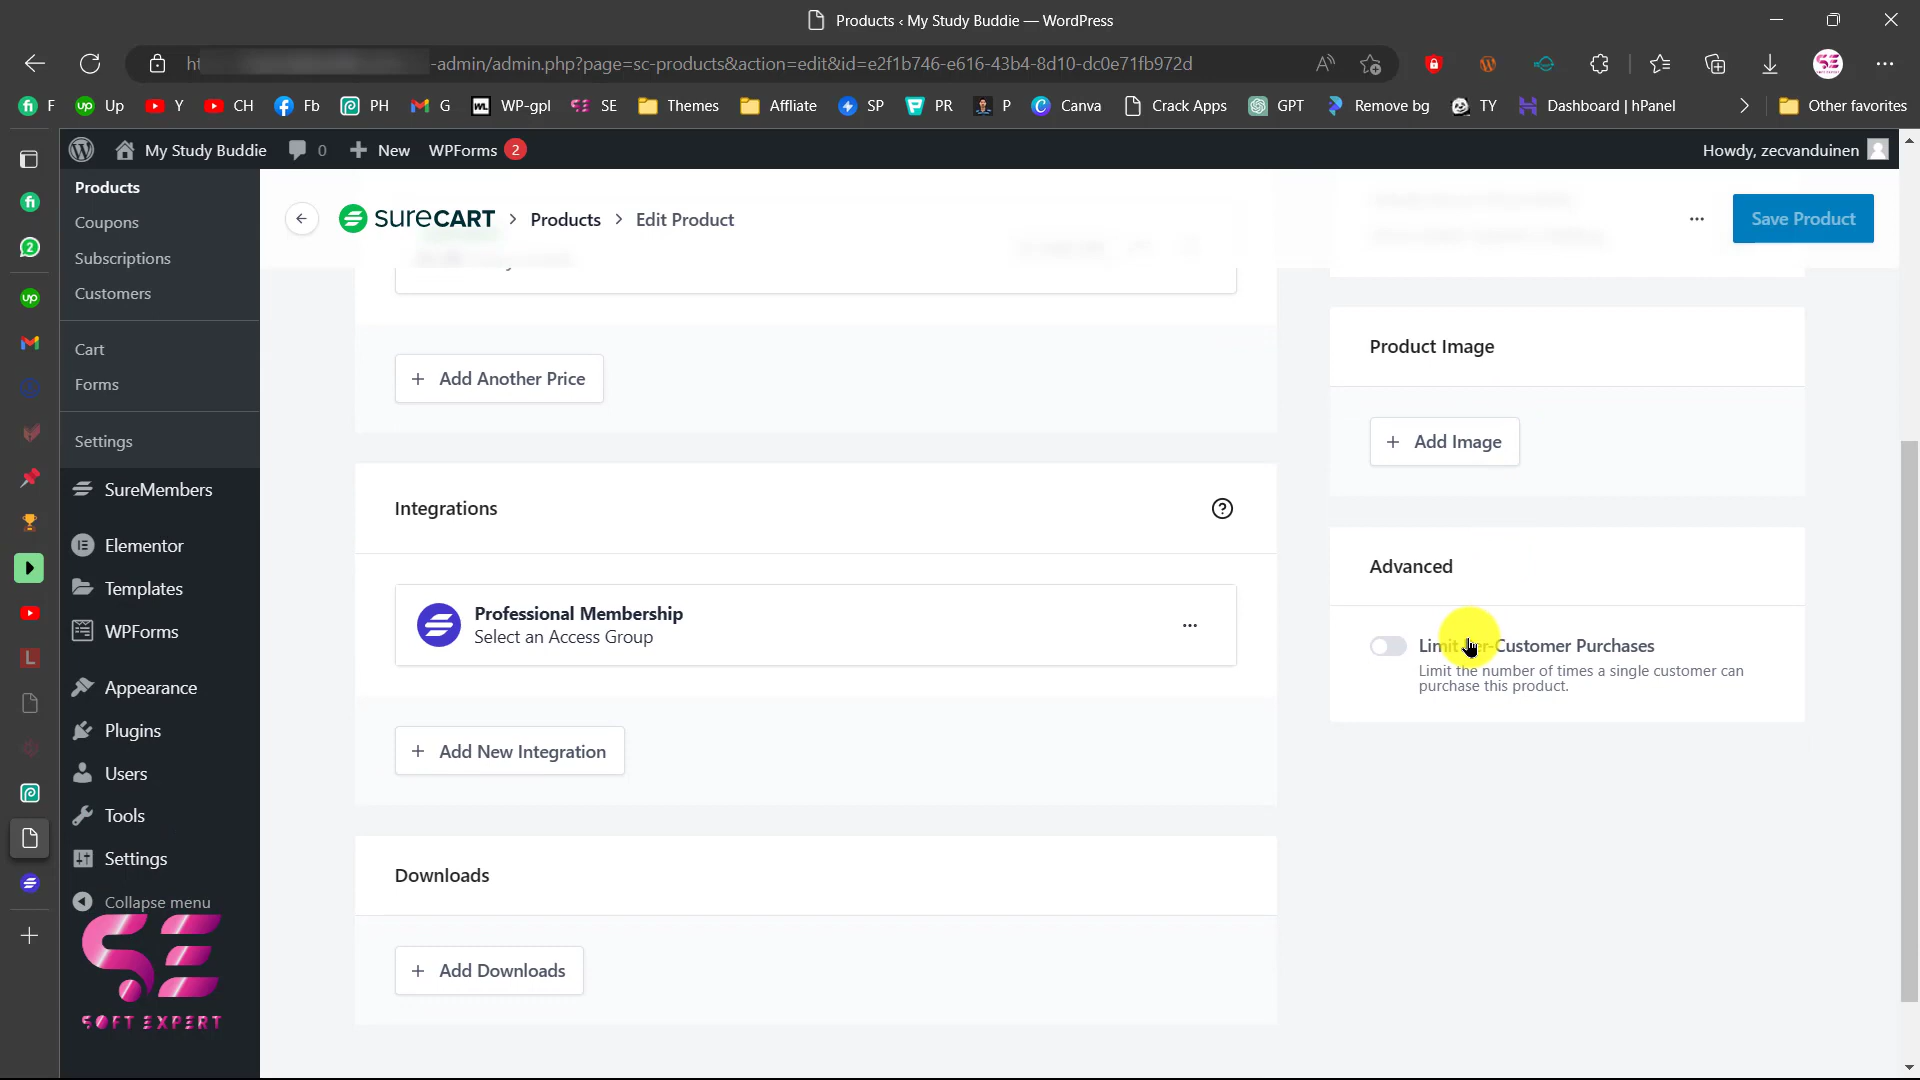 Products ‹ My Study Buddie — WordPress
-admin/admin.php?page=sc-products&action=edit&id=e2f1b746-e616-43b4-8d10-dc0e71fb972d
F Up Y CH Fb PH G WP-gpl SE Themes Affliate SP PR P Canva Crack Apps GPT Remove bg TY Dashboard | hPanel Other favorites
My Study Buddie 0 New WPForms 2 Howdy, zecvanduinen
Products
Coupons
Subscriptions
Customers
Cart
Forms
Settings
SureMembers
Elementor
Templates
WPForms
Appearance
Plugins
Users
Tools
Settings
Collapse menu
SE
SOFT EXPERT
SURECART > Products > Edit Product
Save Product
+ Add Another Price
Integrations
Professional Membership
Select an Access Group
+ Add New Integration
Downloads
+ Add Downloads
Product Image
+ Add Image
Advanced
Limit Per-Customer Purchases
Limit the number of times a single customer can
purchase this product.